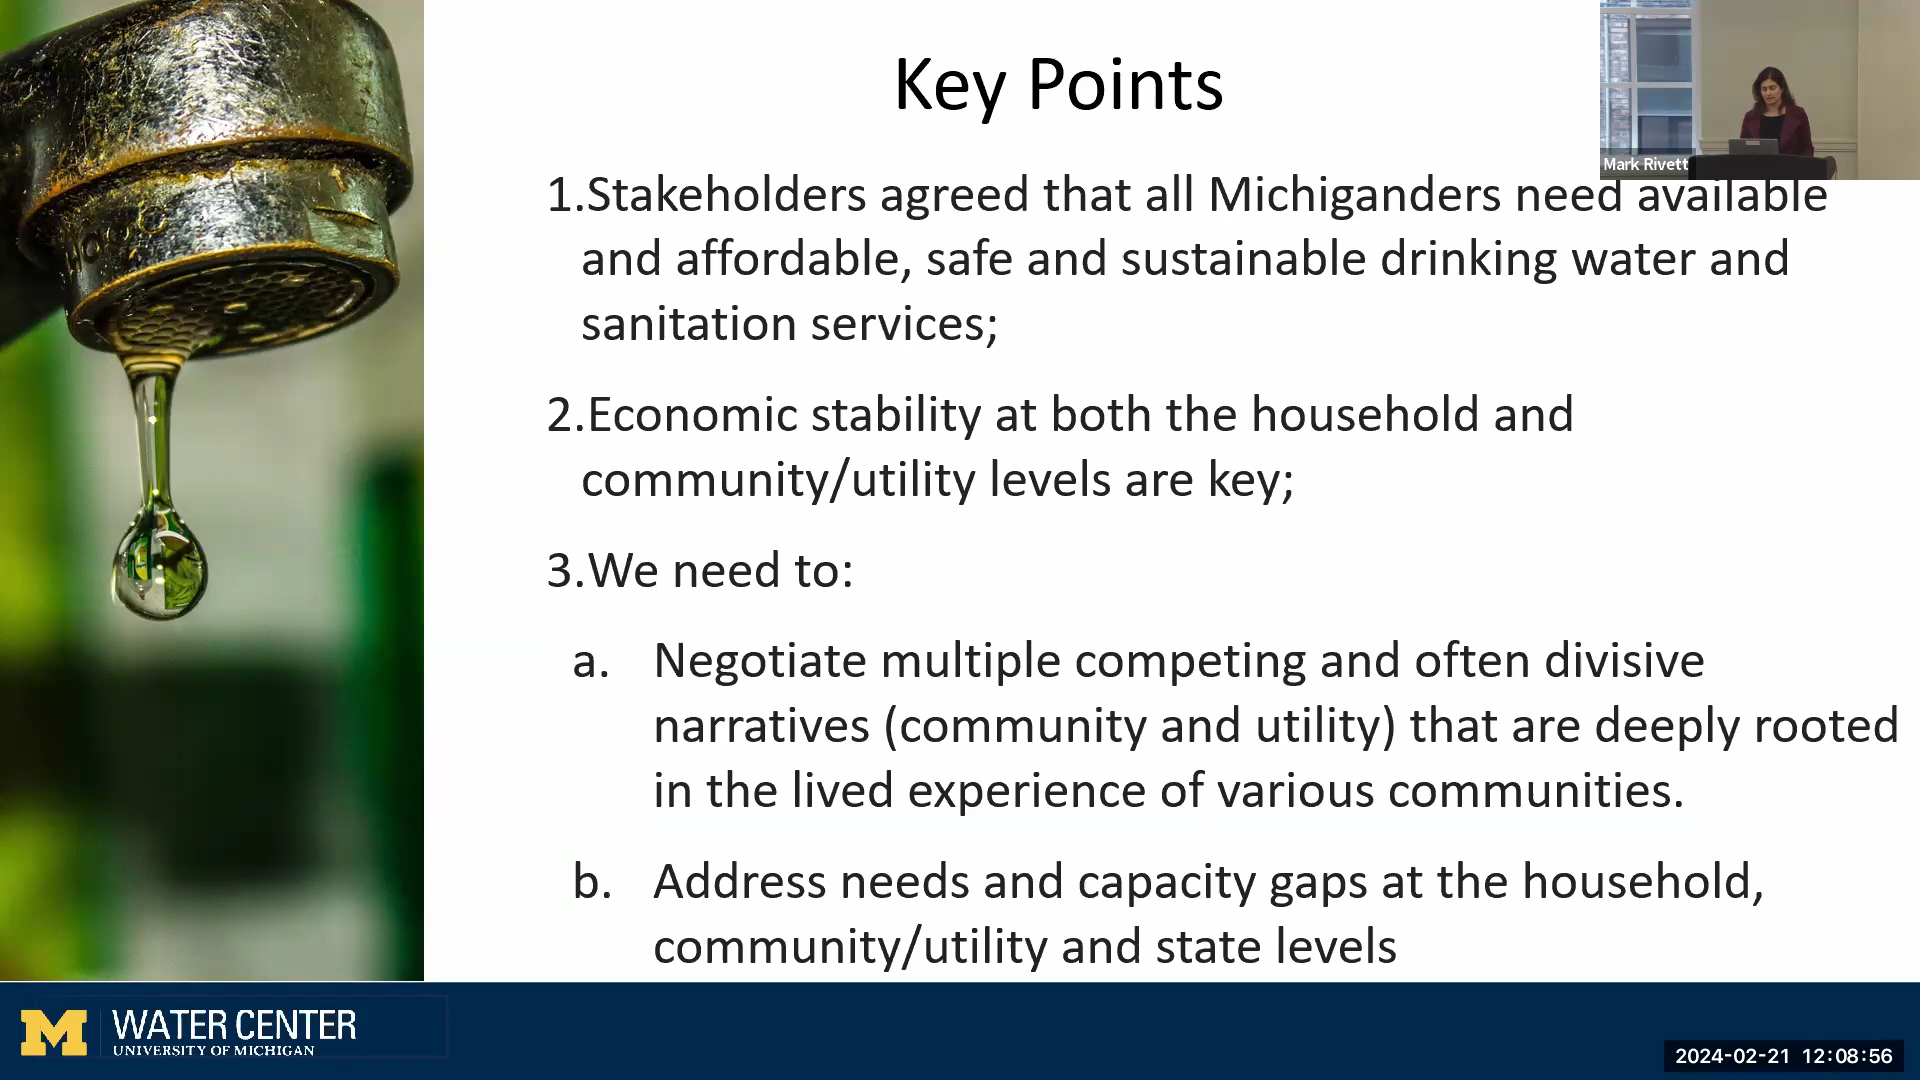 Key Points
Mark Rivett
1.Stakeholders agreed that all Michiganders need available
and affordable, safe and sustainable drinking water and
sanitation services;
2.Economic stability at both the household and
community/utility levels are key;
3.We need to:
a. Negotiate multiple competing and often divisive
narratives (community and utility) that are deeply rooted
in the lived experience of various communities.
b. Address needs and capacity gaps at the household,
community/utility and state levels
M WATER CENTER
UNIVERSITY OF MICHIGAN
2024-02-21 12:08:56